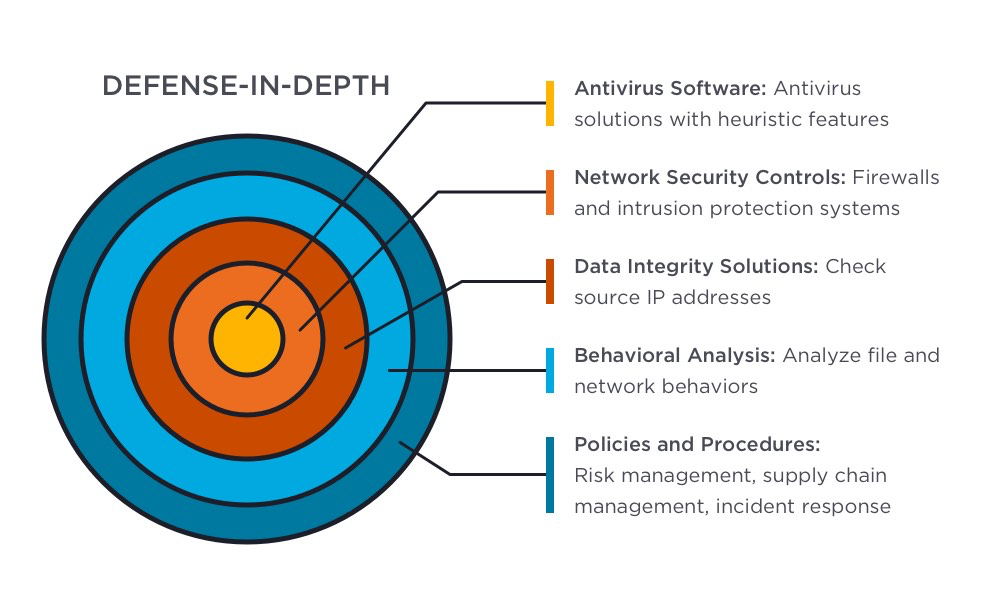 DEFENSE-IN-DEPTH
Antivirus Software: Antivirus
solutions with heuristic features
Network Security Controls: Firewalls
and intrusion protection systems
Data Integrity Solutions: Check
source IP addresses
Behavioral Analysis: Analyze file and
network behaviors
Policies and Procedures:
Risk management, supply chain
management, incident response